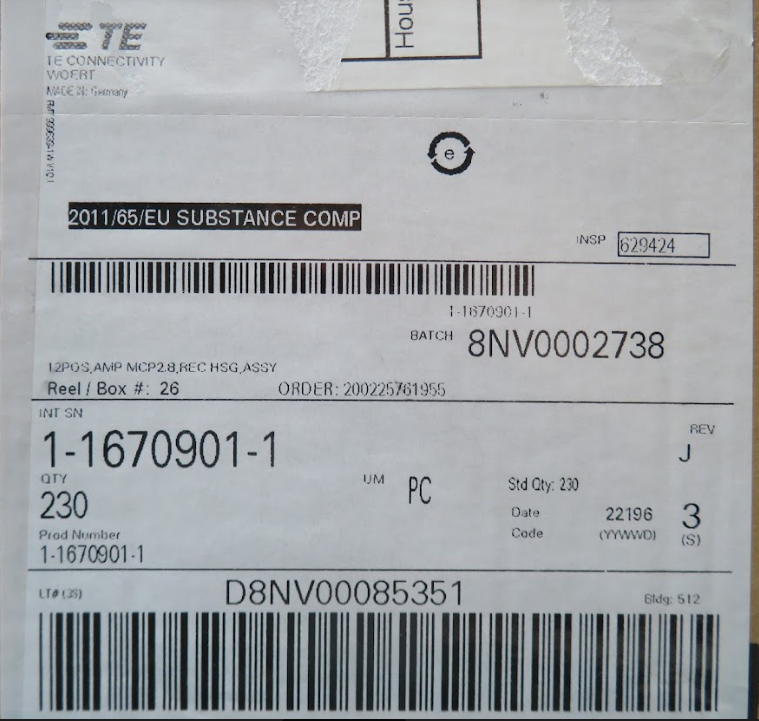 Hou
TE
TE CONNECTIVITY
WOERT
MADE IN: Germany
e
2011/65/EU SUBSTANCE COMP
INSP 629424
1-1670901-1
BATCH 8NV0002738
12POS,AMP MCP2.8,REC HSG,ASSY
Reel / Box #: 26 ORDER: 200225761955
INT SN
1-1670901-1
REV
J
QTY
230
UM PC
Std Qty: 230
Date Code
22196
(YYWWD)
3
(S)
Prod Number
1-1670901-1
LT# (3S) D8NV00085351 Bldg: 512